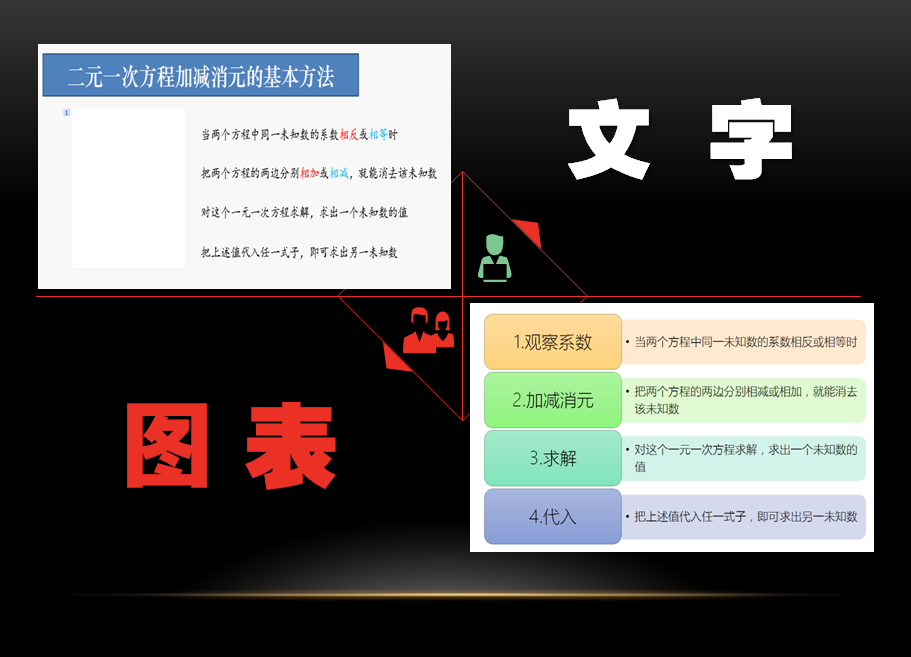 二元一次方程加减消元的基本方法
1
当两个方程中同一未知数的系数相反或相等时
把两个方程的两边分别相加或相减，就能消去该未知数
对这个一元一次方程求解，求出一个未知数的值
把上述值代入任一式子，即可求出另一未知数
文 字
图 表
1.观察系数
• 当两个方程中同一未知数的系数相反或相等时
2.加减消元
• 把两个方程的两边分别相减或相加，就能消去
该未知数
3.求解
• 对这个一元一次方程求解，求出一个未知数的
值
4.代入
• 把上述值代入任一式子，即可求出另一未知数